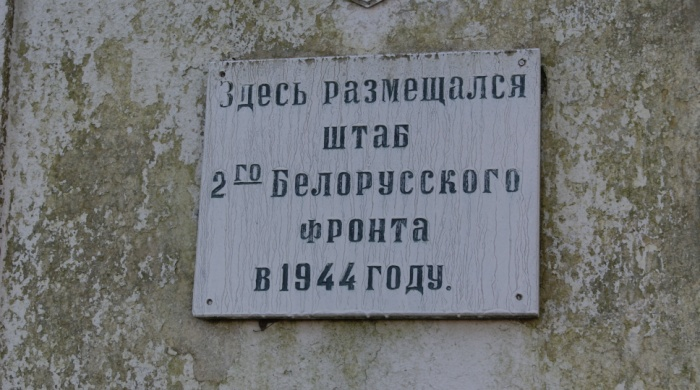 Здесь размещался
штаб
2го Белорусского
фронта
в 1944 году.